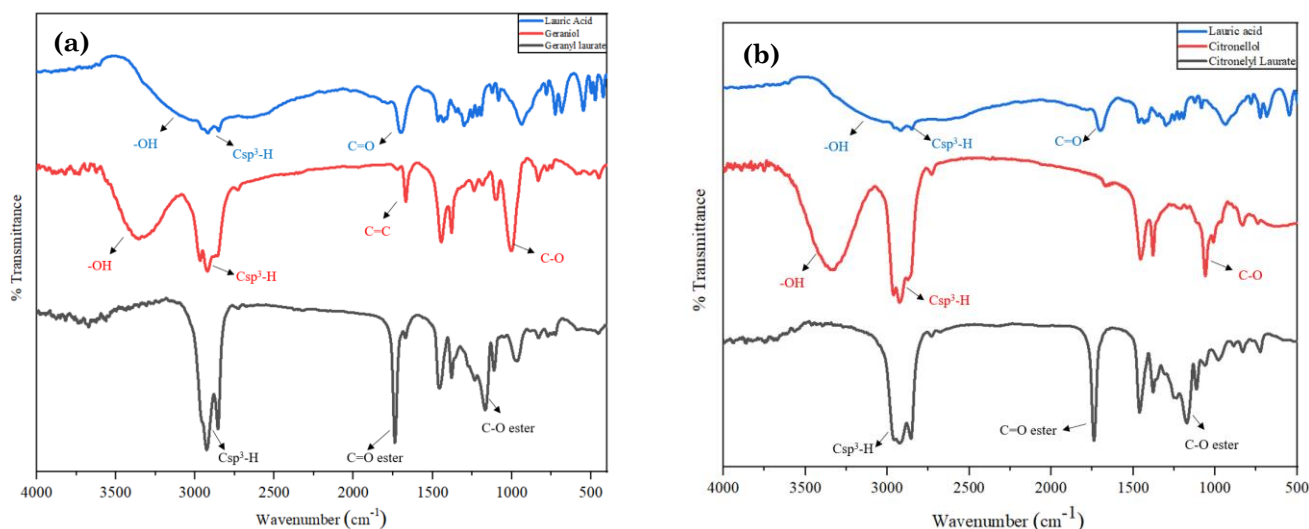 (a)
Lauric Acid
Geraniol
Geranyl laurate
-OH
Csp³-H
C=O
-OH
Csp³-H
C=C
C-O
Csp³-H
C=O ester
C-O ester
% Transmittance
4000 3500 3000 2500 2000 1500 1000 500
Wavenumber (cm⁻¹)
(b)
Lauric acid
Citronellol
Citronelyl Laurate
-OH
Csp³-H
C=O
-OH
Csp³-H
C-O
Csp³-H
C=O ester
C-O ester
% Transmittance
4000 3500 3000 2500 2000 1500 1000 500
Wavenumber (cm⁻¹)